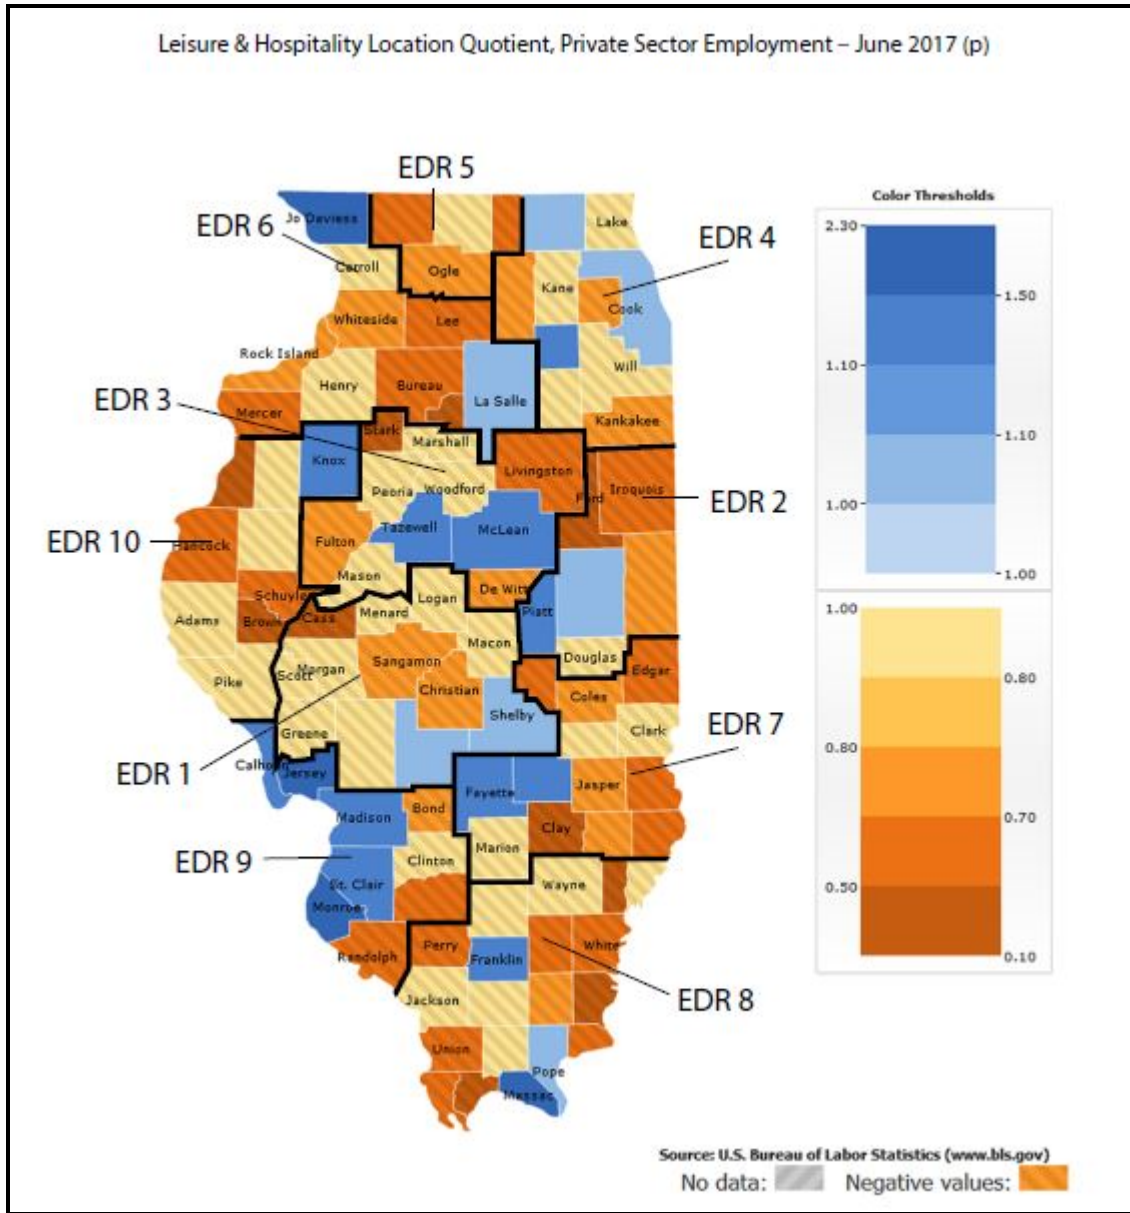 Leisure & Hospitality Location Quotient, Private Sector Employment – June 2017 (p)
EDR 5
EDR 6
EDR 4
EDR 3
EDR 2
EDR 10
EDR 7
EDR 1
EDR 9
EDR 8
Jo Daviess
Lake
Carroll
Ogle
Kane
Cook
Whiteside
Lee
Rock Island
Henry
Bureau
La Salle
Will
Mercer
Kankakee
Stark
Marshall
Knox
Livingston
Peoria
Woodford
Ford
Iroquois
Tazewell
McLean
Hancock
Fulton
Mason
De Witt
Schuyler
Logan
Menard
Piatt
Adams
Brown
Cass
Macon
Sangamon
Douglas
Scott
Morgan
Edgar
Pike
Christian
Coles
Shelby
Greene
Clark
Calhoun
Jersey
Fayette
Jasper
Madison
Bond
Clay
Marion
Clinton
St. Clair
Wayne
Monroe
Randolph
Perry
Franklin
White
Jackson
Union
Pope
Massac
Color Thresholds
2.30
1.50
1.10
1.10
1.00
1.00
1.00
0.80
0.80
0.70
0.50
0.10
Source: U.S. Bureau of Labor Statistics (www.bls.gov)
No data: Negative values: